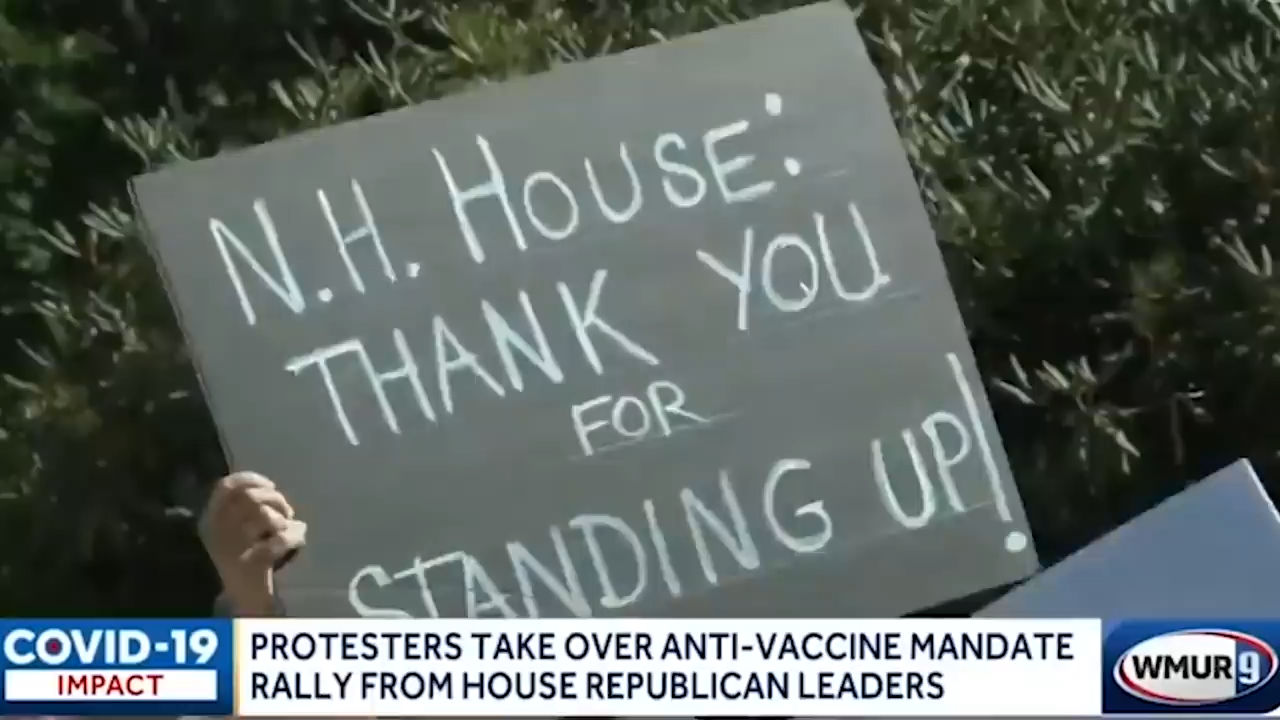 N.H. HOUSE:
THANK YOU
FOR
STANDING UP!
COVID-19
IMPACT
PROTESTERS TAKE OVER ANTI-VACCINE MANDATE
RALLY FROM HOUSE REPUBLICAN LEADERS
WMUR 9